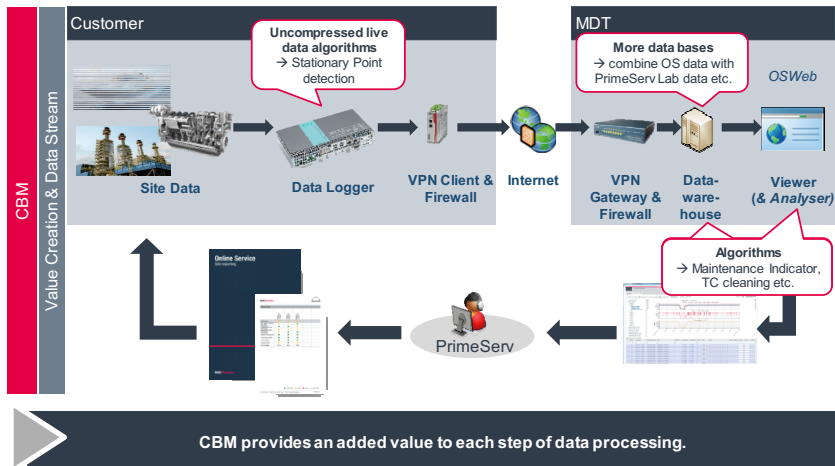 Customer
MDT
Uncompressed live
data algorithms
→ Stationary Point
detection
More data bases
→ combine OS data with
PrimeServ Lab data etc.
OSWeb
CBM
Value Creation & Data Stream
Site Data
Data Logger
VPN Client &
Firewall
Internet
VPN
Gateway &
Firewall
Data-
ware-
house
Viewer
(& Analyser)
Algorithms
→ Maintenance Indicator,
TC cleaning etc.
Online Service
PrimeServ
CBM provides an added value to each step of data processing.